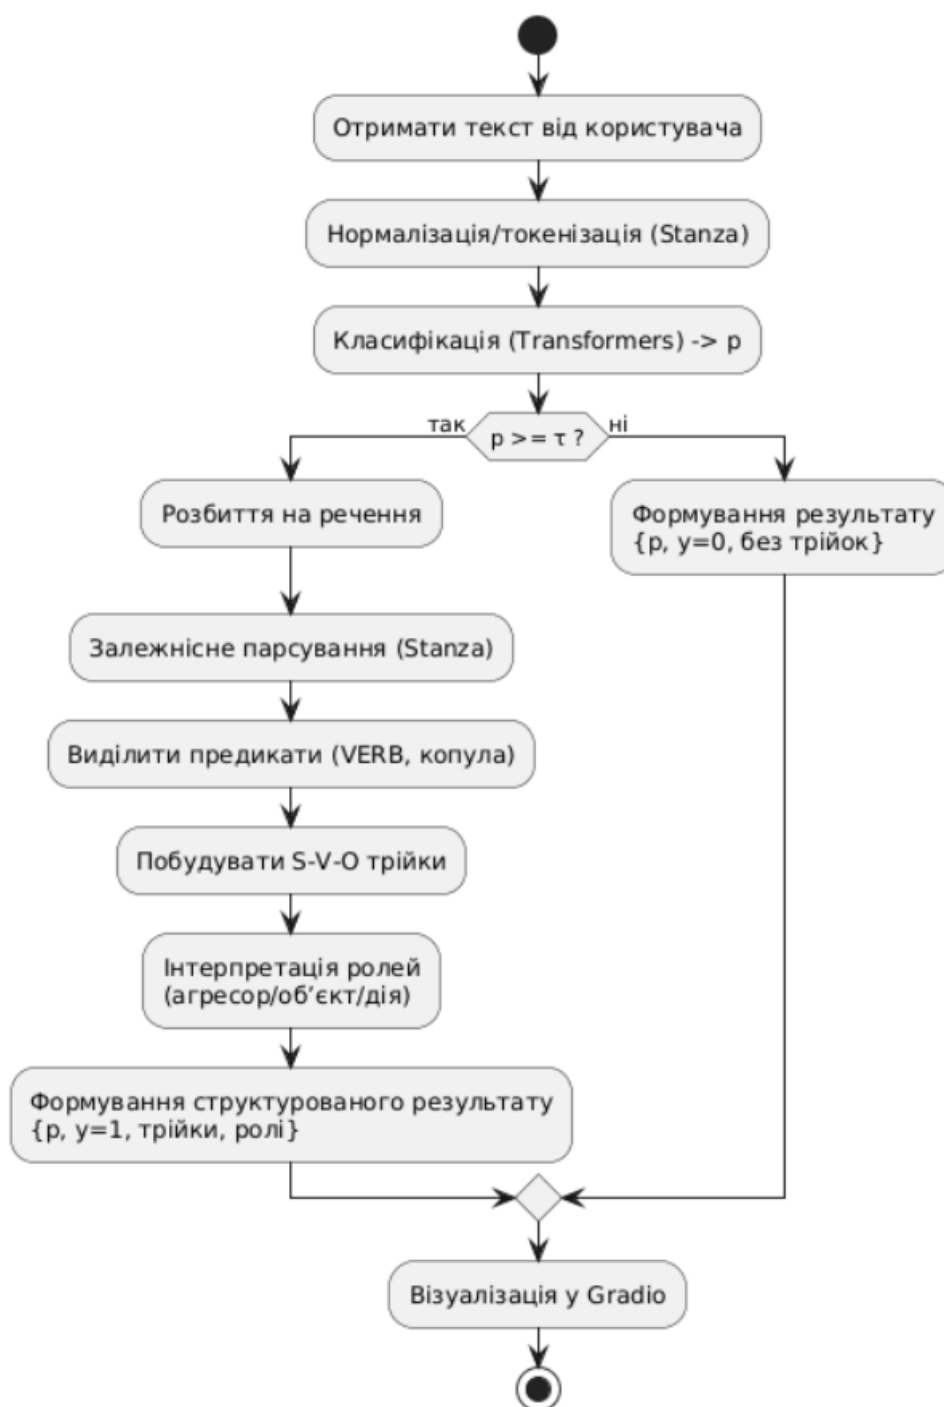 Отримати текст від користувача
Нормалізація/токенізація (Stanza)
Класифікація (Transformers) -> p
так
p >= τ ?
ні
Розбиття на речення
Формування результату
{p, y=0, без трійок}
Залежнісне парсування (Stanza)
Виділити предикати (VERB, копула)
Побудувати S-V-O трійки
Інтерпретація ролей
(агресор/об’єкт/дія)
Формування структурованого результату
{p, y=1, трійки, ролі}
Візуалізація у Gradio